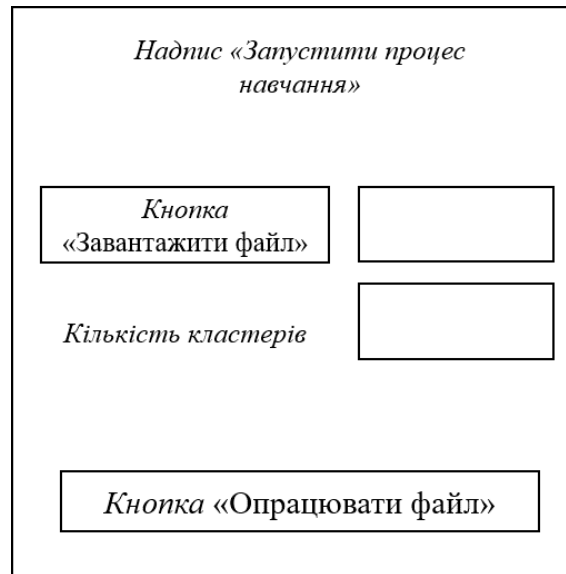 Надпис «Запустити процес
навчання»
Кнопка
«Завантажити файл»
Кількість кластерів
Кнопка «Опрацювати файл»